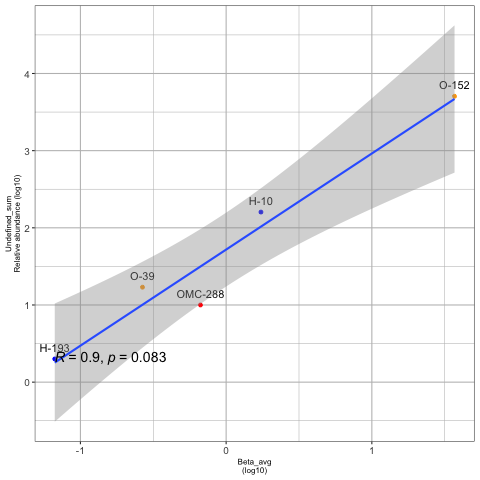 4
3
2
1
0
Undefined_sum
Relative abundance (log10)
O-152
H-10
O-39
OMC-288
H-193
R = 0.9, p = 0.083
-1
0
1
Beta_avg
(log10)